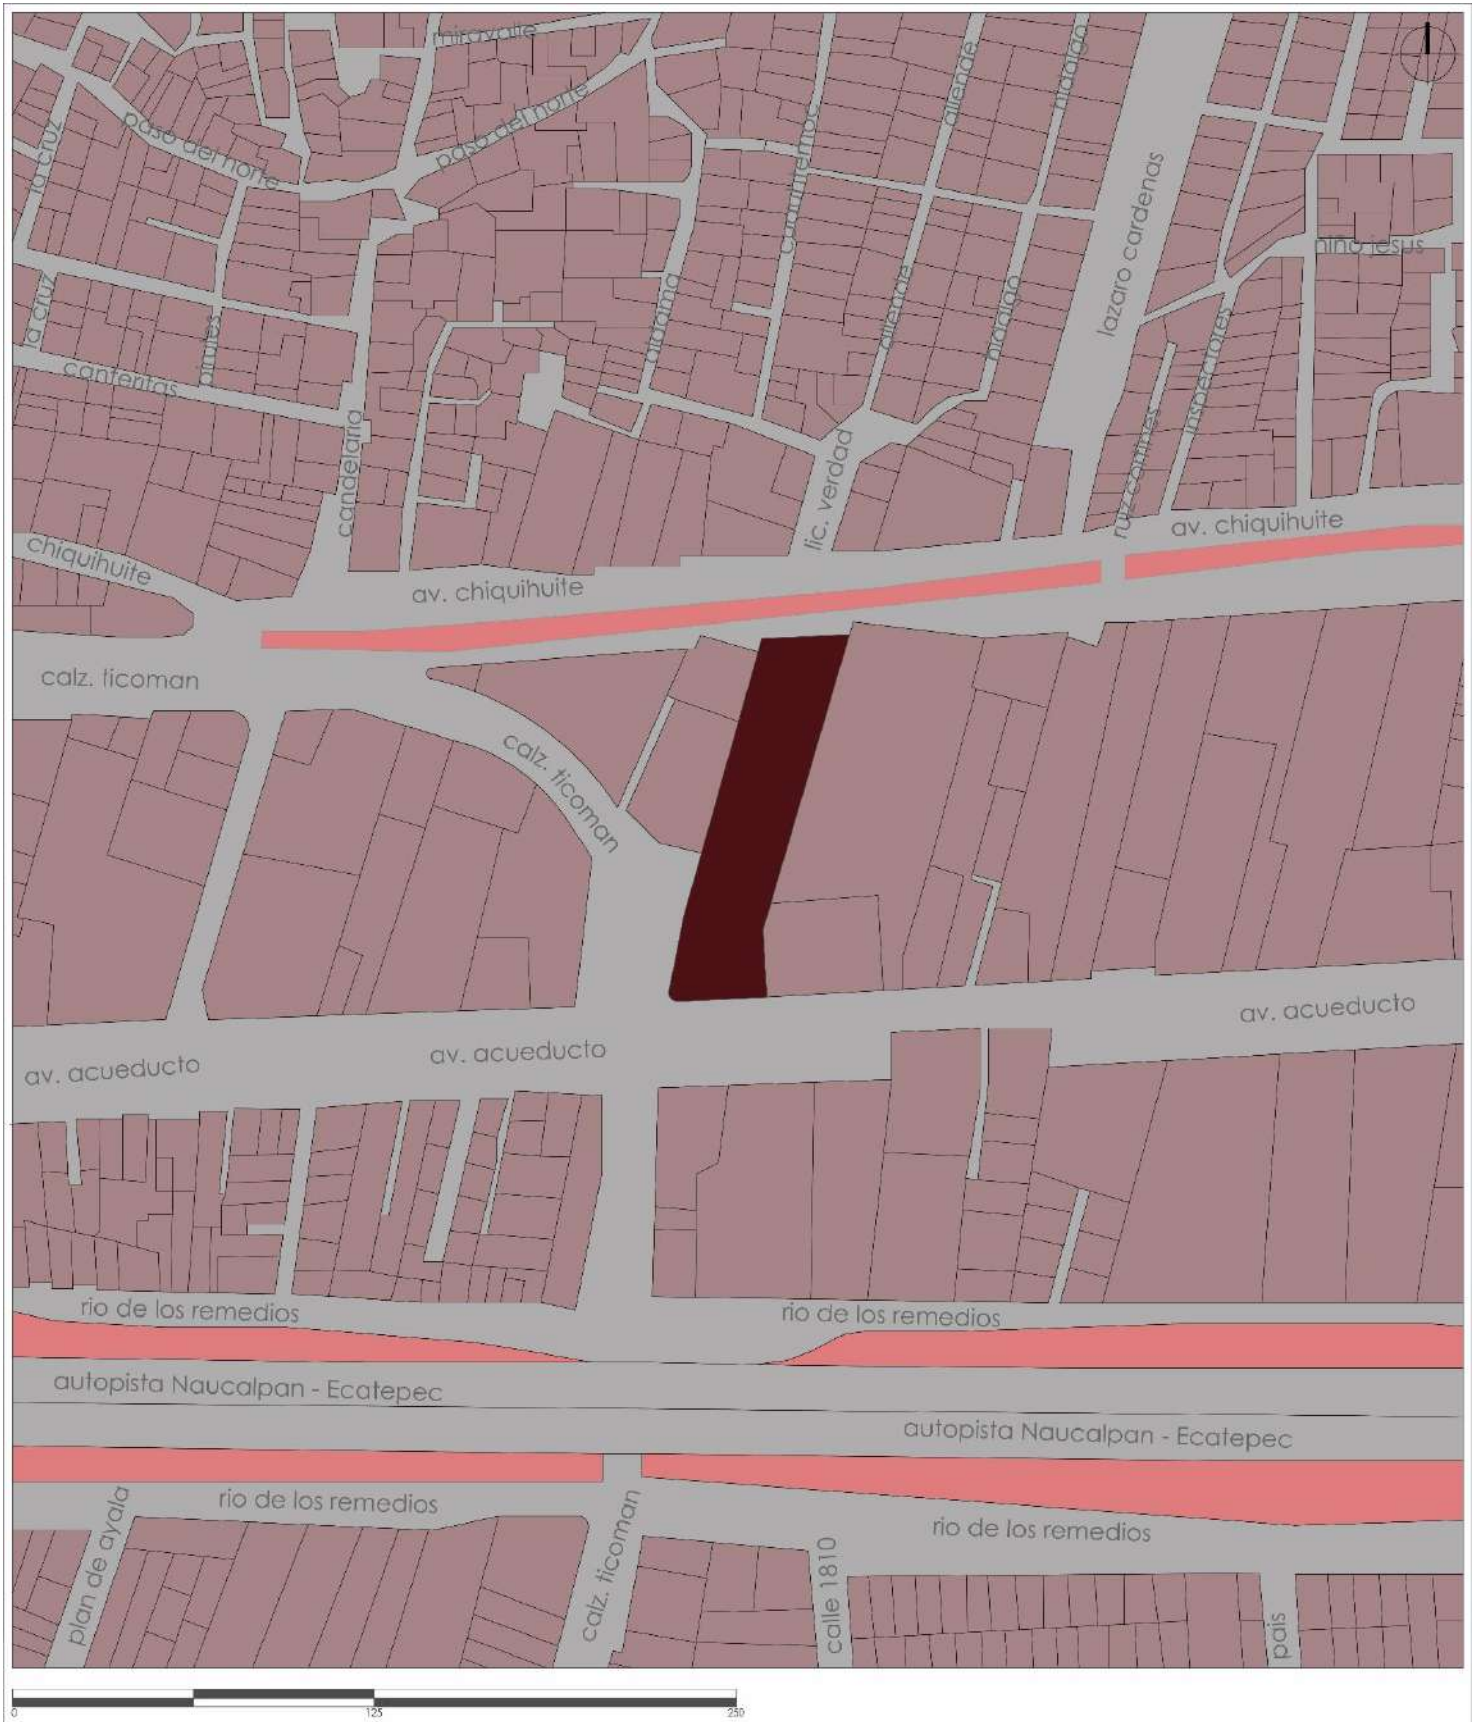 miravalle
paso del norte
paso del norte
la cruz
cuauhtemoc
allende
hidalgo
lazaro cardenas
niño jesus
la cruz
pirules
canteritas
aldama
allende
hidalgo
inspectores
candelaria
lic. verdad
ruiz cortines
av. chiquihuite
chiquihuite
av. chiquihuite
calz. ticoman
calz. ticoman
av. acueducto
av. acueducto
av. acueducto
rio de los remedios
rio de los remedios
autopista Naucalpan - Ecatepec
autopista Naucalpan - Ecatepec
rio de los remedios
rio de los remedios
plan de ayala
calz. ticoman
calle 1810
pais
0 125 250